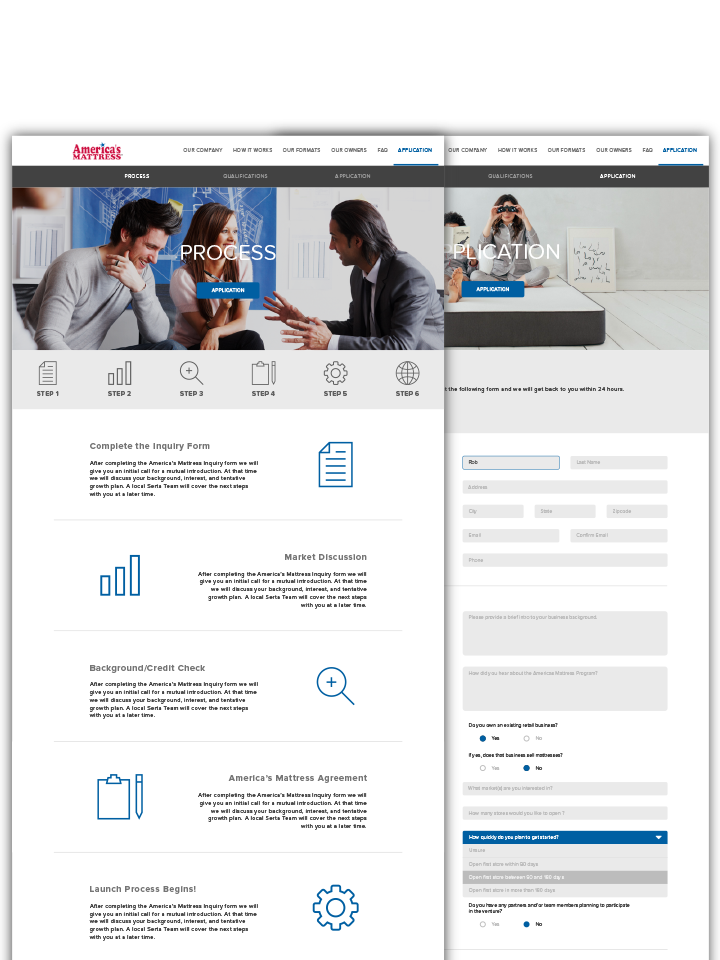 America's
MATTRESS
OUR COMPANY HOW IT WORKS OUR FORMATS OUR OWNERS FAQ APPLICATION
PROCESS QUALIFICATIONS APPLICATION
PROCESS
APPLICATION
STEP 1 STEP 2 STEP 3 STEP 4 STEP 5 STEP 6
Complete the Inquiry Form
After completing the America's Mattress Inquiry form we will
give you an initial call for a mutual introduction. At that time
we will discuss your background, interest, and tentative
growth plan. A local Serta Team will cover the next steps
with you at a later time.
Market Discussion
After completing the America's Mattress Inquiry form we will
give you an initial call for a mutual introduction. At that time
we will discuss your background, interest, and tentative
growth plan. A local Serta Team will cover the next steps
with you at a later time.
Background/Credit Check
After completing the America's Mattress Inquiry form we will
give you an initial call for a mutual introduction. At that time
we will discuss your background, interest, and tentative
growth plan. A local Serta Team will cover the next steps
with you at a later time.
America's Mattress Agreement
After completing the America's Mattress Inquiry form we will
give you an initial call for a mutual introduction. At that time
we will discuss your background, interest, and tentative
growth plan. A local Serta Team will cover the next steps
with you at a later time.
Launch Process Begins!
After completing the America's Mattress Inquiry form we will
give you an initial call for a mutual introduction. At that time
we will discuss your background, interest, and tentative
growth plan. A local Serta Team will cover the next steps
with you at a later time.
OUR COMPANY HOW IT WORKS OUR FORMATS OUR OWNERS FAQ APPLICATION
QUALIFICATIONS APPLICATION
PLICATION
APPLICATION
t the following form and we will get back to you within 24 hours.
Rob Last Name
Address
City State Zipcode
Email Confirm Email
Phone
Please provide a brief intro to your business background.
How did you hear about the Americas Mattress Program?
Do you own an existing retail business?
Yes No
If yes, does that business sell mattresses?
Yes No
What market(s) are you interested in?
How many stores would you like to open?
How quickly do you plan to get started?
Unsure
Open first store within 60 days
Open first store between 60 and 180 days
Open first store in more than 180 days
Do you have any partners and/or team members planning to participate
in the venture?
Yes No